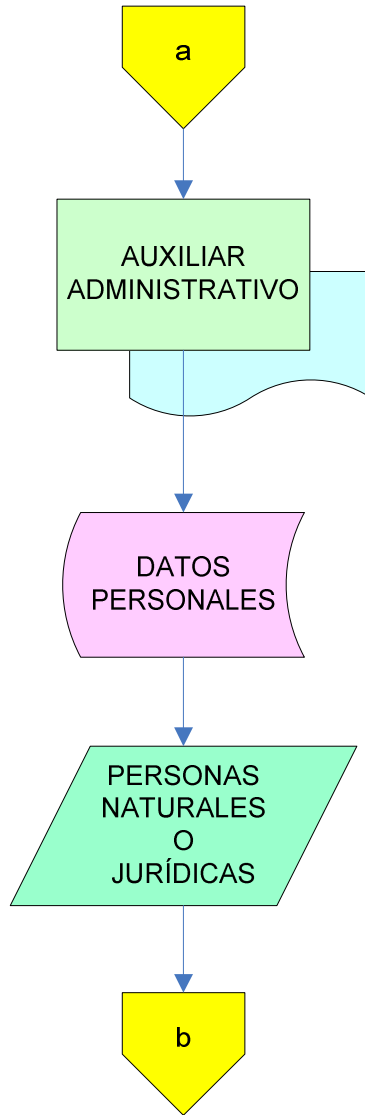 a
AUXILIAR
ADMINISTRATIVO
DATOS
PERSONALES
PERSONAS
NATURALES
O
JURÍDICAS
b